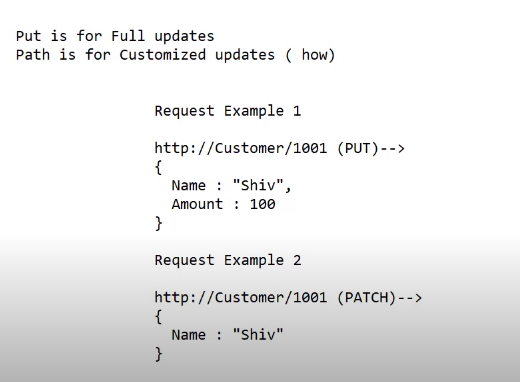 Put is for Full updates
Path is for Customized updates ( how)
Request Example 1
http://Customer/1001 (PUT)-->
{
Name : "Shiv",
Amount : 100
}
Request Example 2
http://Customer/1001 (PATCH)-->
{
Name : "Shiv"
}